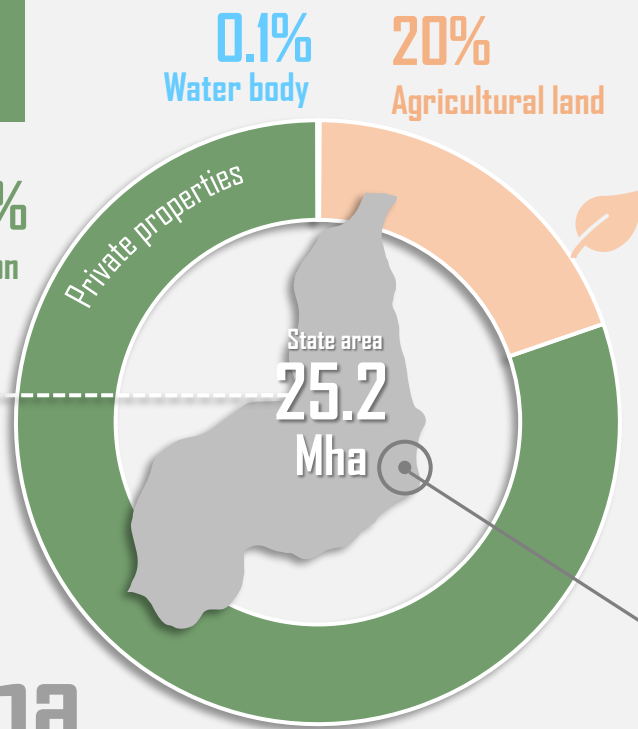 0.1%
Water body
20%
Agricultural land
%
Private properties
State area
25.2
Mha